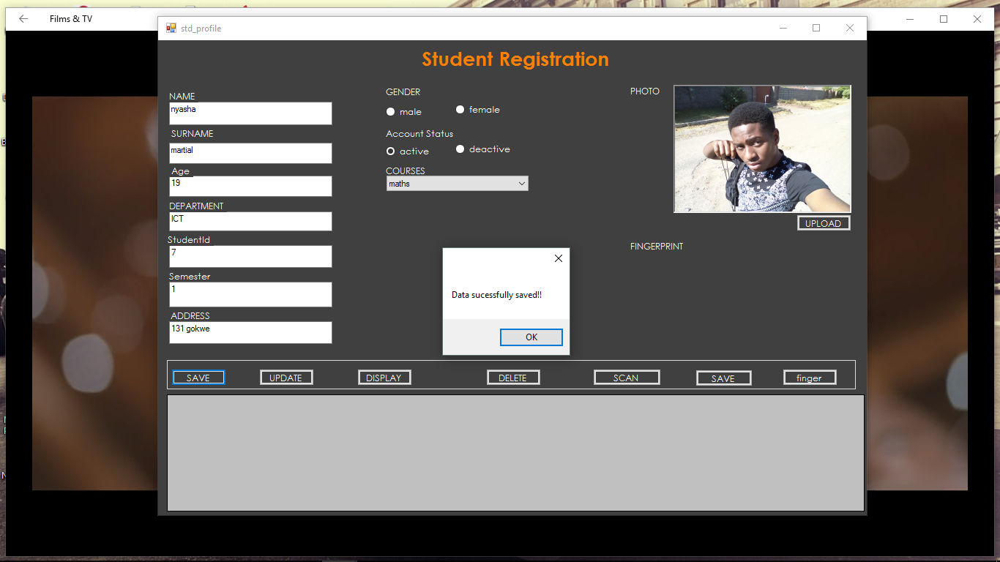 Films & TV
std_profile
Student Registration
NAME
nyasha
SURNAME
martial
Age
19
DEPARTMENT
ICT
StudentId
7
Semester
1
ADDRESS
131 gokwe
GENDER
male female
Account Status
active deactive
COURSES
maths
PHOTO
UPLOAD
FINGERPRINT
Data sucessfully saved!!
OK
SAVE UPDATE DISPLAY DELETE SCAN SAVE finger